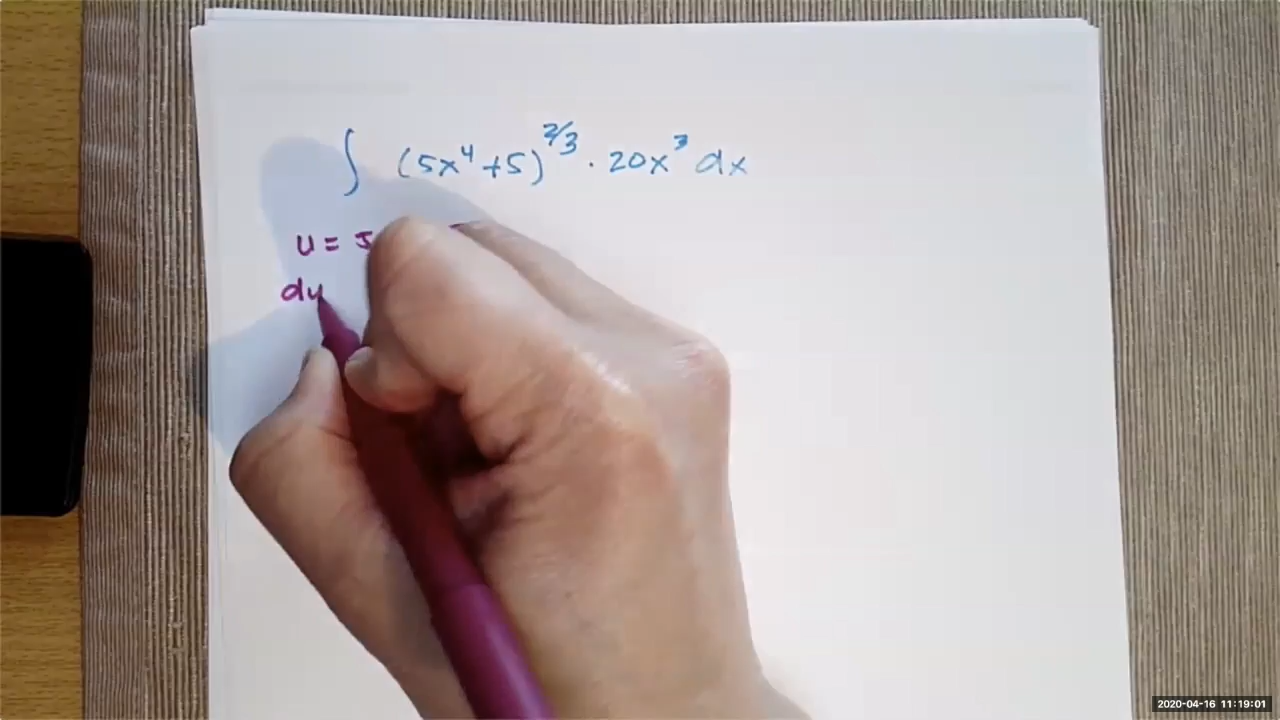 ∫ (5x⁴+5)^(2/3) · 20x³ dx
u = 5
du
2020-04-16 11:19:01